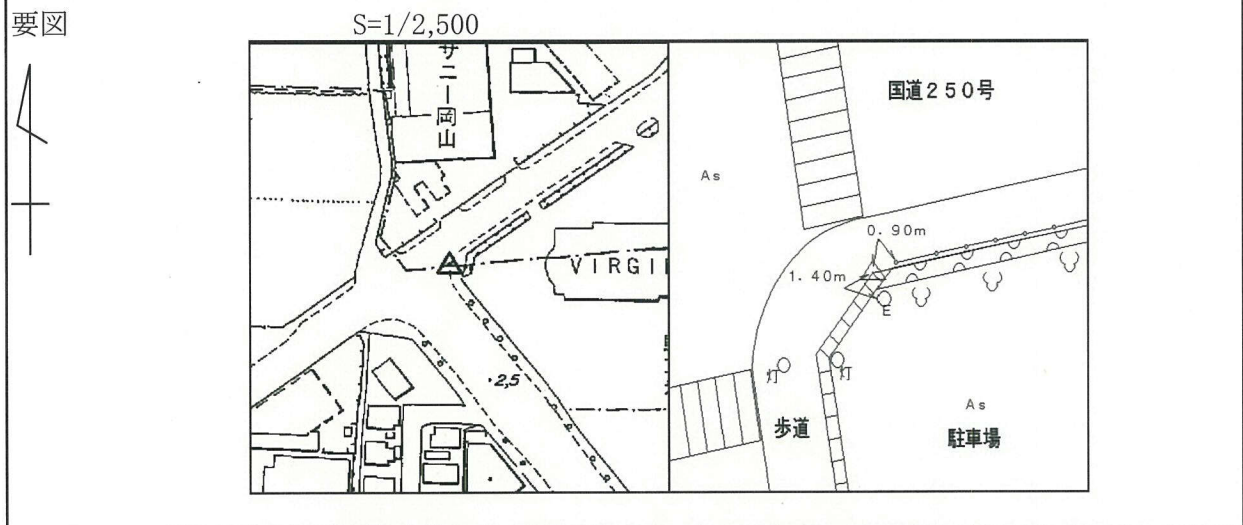 要図
S=1/2,500
サニー岡山
VIRGI
2,5
国道250号
As
0.90m
1.40m
E
灯
灯
歩道
As
駐車場